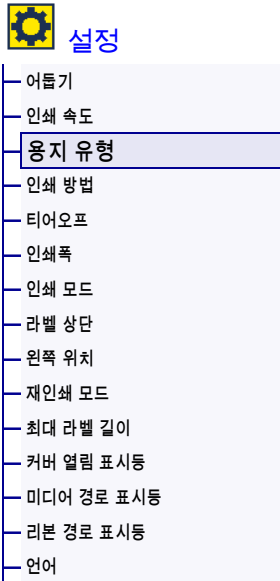 설정
어둡기
인쇄 속도
용지 유형
인쇄 방법
티어오프
인쇄폭
인쇄 모드
라벨 상단
왼쪽 위치
재인쇄 모드
최대 라벨 길이
커버 열림 표시등
미디어 경로 표시등
리본 경로 표시등
언어